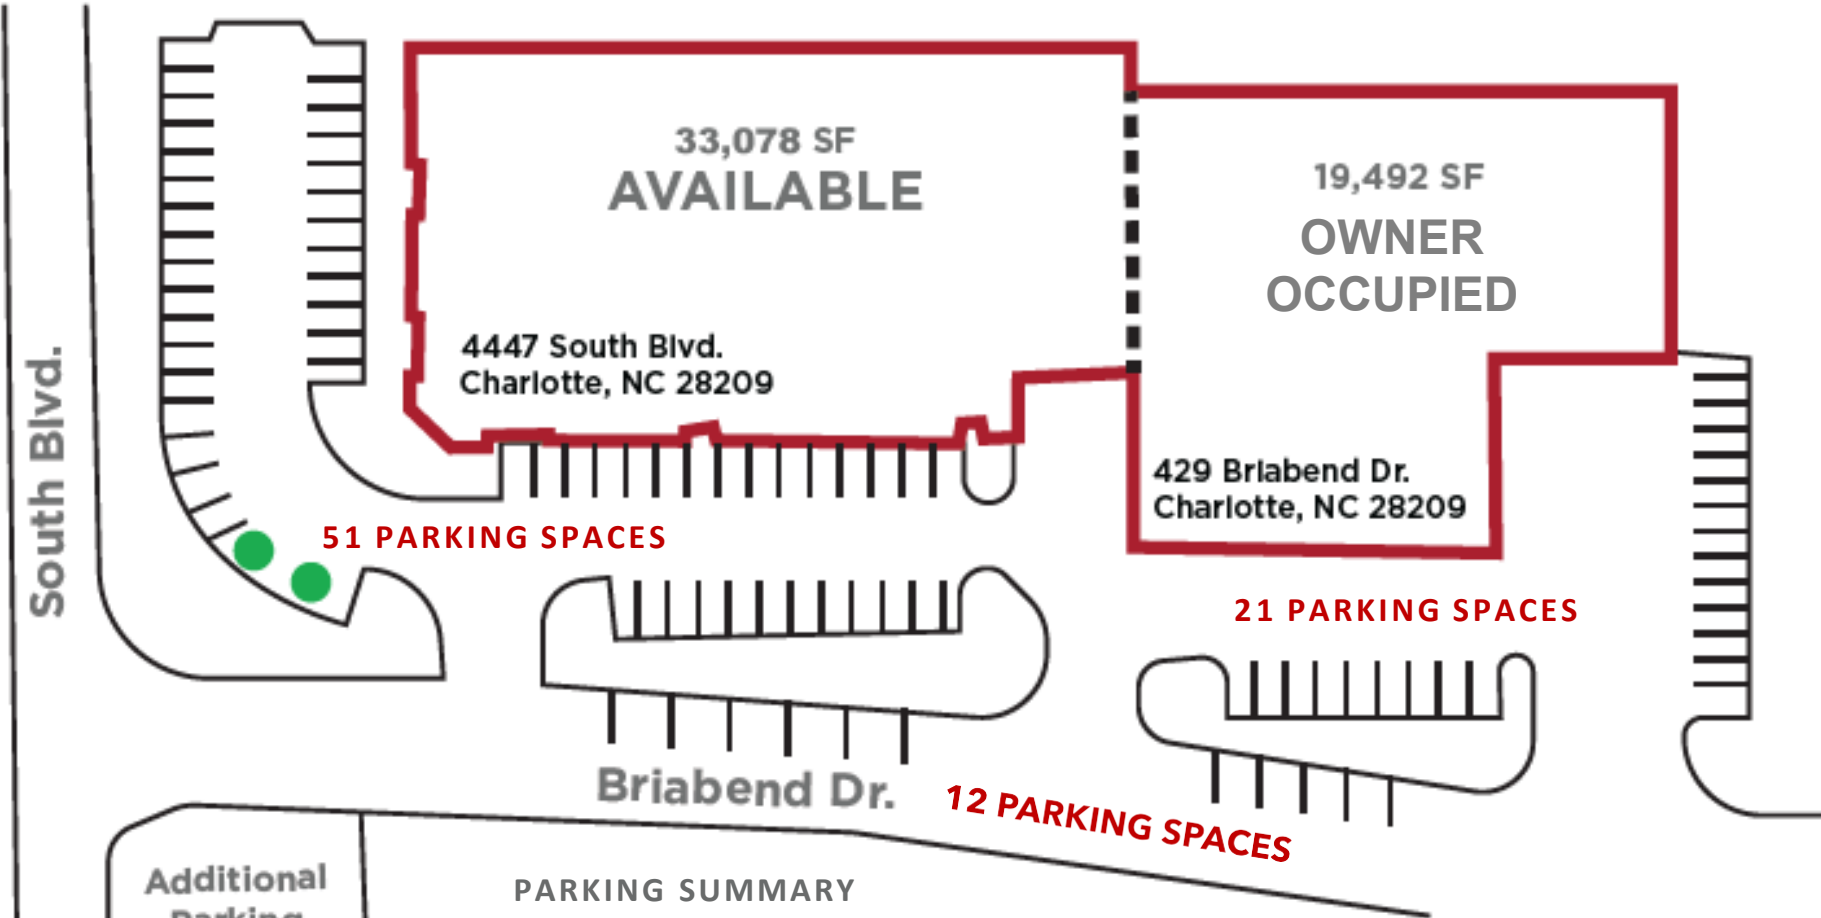 33,078 SF
AVAILABLE
19,492 SF
OWNER
OCCUPIED
4447 South Blvd.
Charlotte, NC 28209
429 Briabend Dr.
Charlotte, NC 28209
South Blvd.
51 PARKING SPACES
21 PARKING SPACES
Briabend Dr.
12 PARKING SPACES
Additional
Parking
PARKING SUMMARY